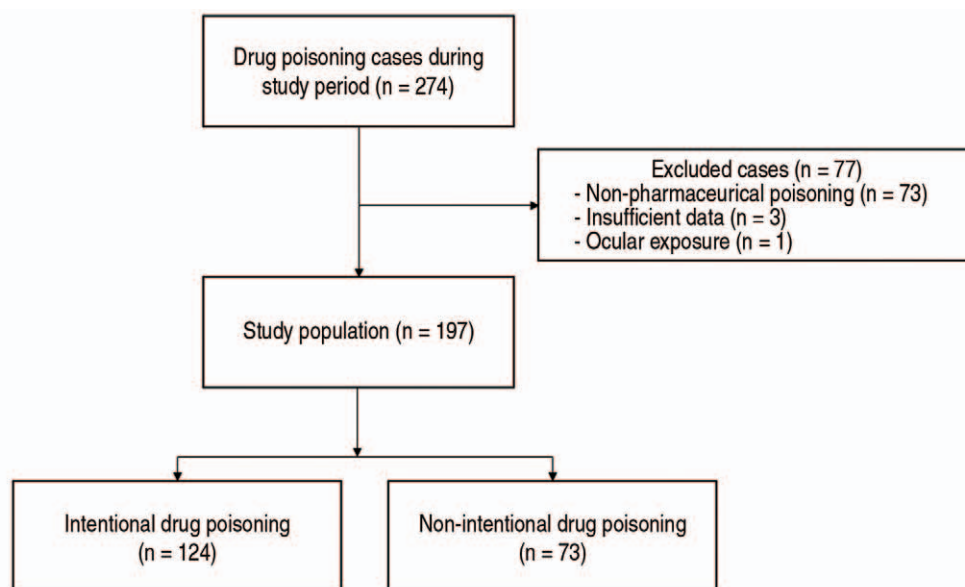 Drug poisoning cases during
study period (n = 274)
Excluded cases (n = 77)
- Non-pharmaceurical poisoning (n = 73)
- Insufficient data (n = 3)
- Ocular exposure (n = 1)
Study population (n = 197)
Intentional drug poisoning
(n = 124)
Non-intentional drug poisoning
(n = 73)